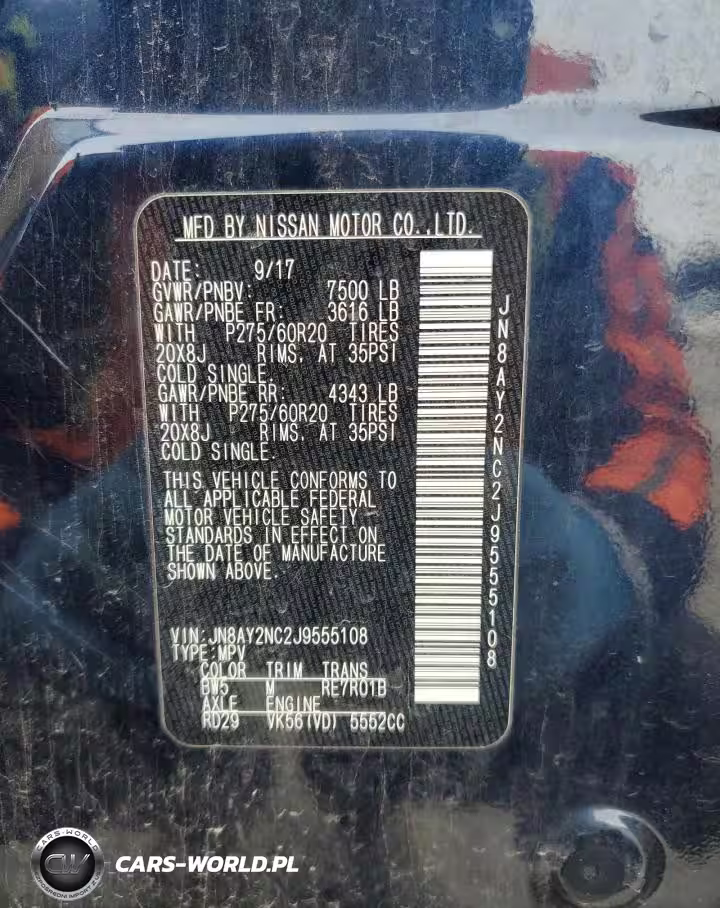 MFD BY NISSAN MOTOR CO.,LTD.
DATE: 9/17
GVWR/PNBV: 7500 LB
GAWR/PNBE FR: 3616 LB
WITH P275/60R20 TIRES
20X8J RIMS, AT 35PSI
COLD SINGLE.
GAWR/PNBE RR: 4343 LB
WITH P275/60R20 TIRES
20X8J RIMS, AT 35PSI
COLD SINGLE.
THIS VEHICLE CONFORMS TO
ALL APPLICABLE FEDERAL
MOTOR VEHICLE SAFETY
STANDARDS IN EFFECT ON
THE DATE OF MANUFACTURE
SHOWN ABOVE.
VIN:JN8AY2NC2J9555108
TYPE:MPV
COLOR TRIM TRANS
BW5 M RE7R01B
AXLE ENGINE
RD29 VK56(VD) 5552CC
JN8AY2NC2J9555108
CARS-WORLD
CW
CARS-WORLD.PL